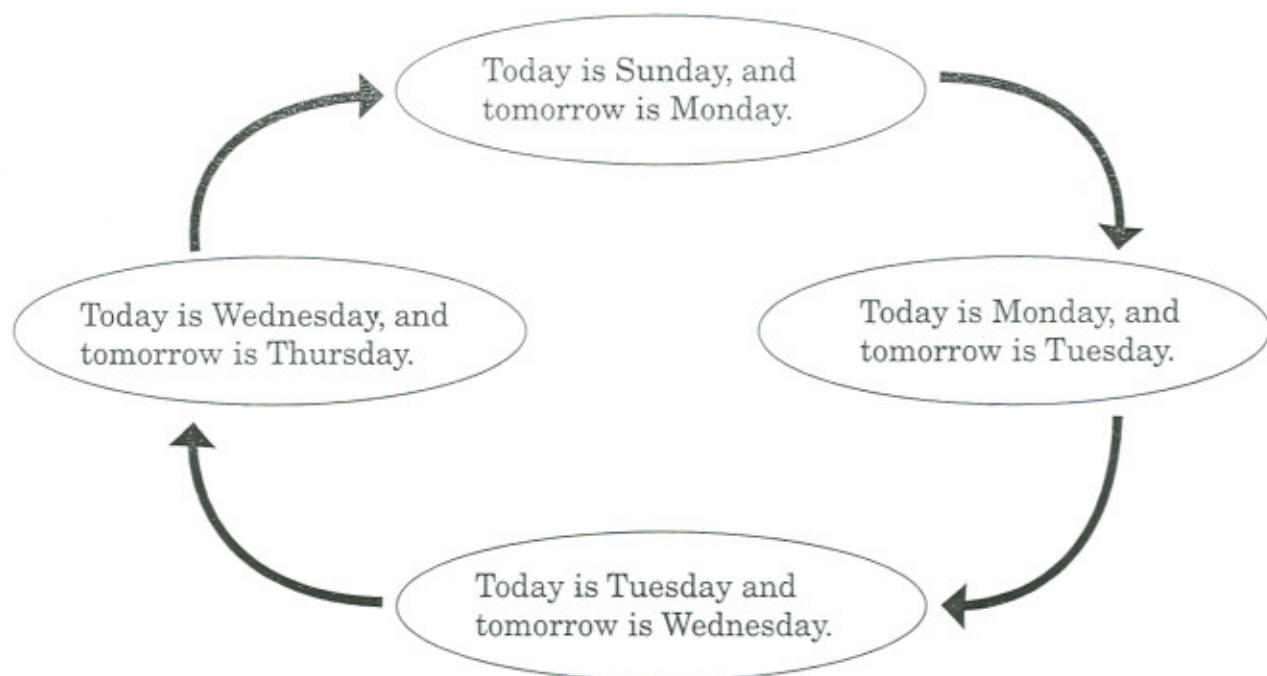 Today is Sunday, and
tomorrow is Monday.
Today is Monday, and
tomorrow is Tuesday.
Today is Tuesday and
tomorrow is Wednesday.
Today is Wednesday, and
tomorrow is Thursday.